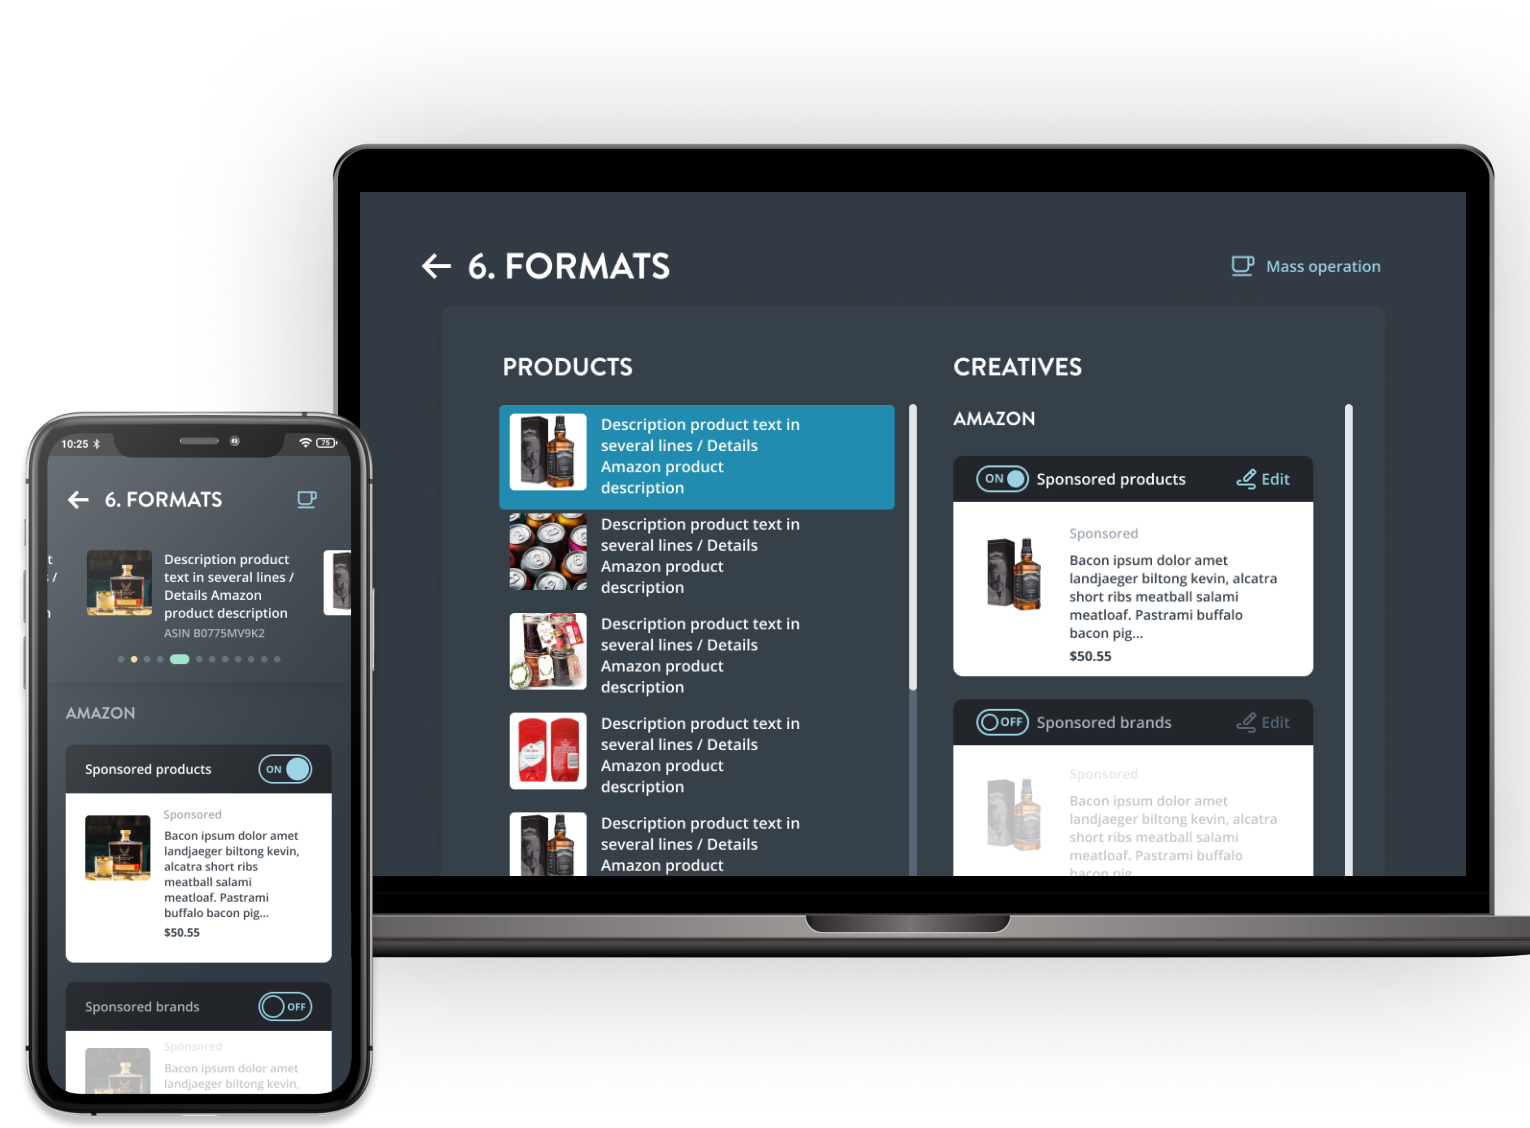 6. FORMATS
Mass operation
PRODUCTS
Description product text in
several lines / Details
Amazon product
description
Description product text in
several lines / Details
Amazon product
description
Description product text in
several lines / Details
Amazon product
description
Description product text in
several lines / Details
Amazon product
description
Description product text in
several lines / Details
Amazon product
CREATIVES
AMAZON
ON Sponsored products Edit
Sponsored
Bacon ipsum dolor amet
landjaeger biltong kevin, alcatra
short ribs meatball salami
meatloaf. Pastrami buffalo
bacon pig...
$50.55
OFF Sponsored brands Edit
Sponsored
Bacon ipsum dolor amet
landjaeger biltong kevin, alcatra
short ribs meatball salami
meatloaf. Pastrami buffalo
bacon pig
10:25 75
6. FORMATS
t
s /
n
Description product
text in several lines /
Details Amazon
product description
ASIN B0775MV9K2
AMAZON
Sponsored products ON
Sponsored
Bacon ipsum dolor amet
landjaeger biltong kevin,
alcatra short ribs
meatball salami
meatloaf. Pastrami
buffalo bacon pig...
$50.55
Sponsored brands OFF
Sponsored
Bacon ipsum dolor amet
landjaeger biltong kevin,